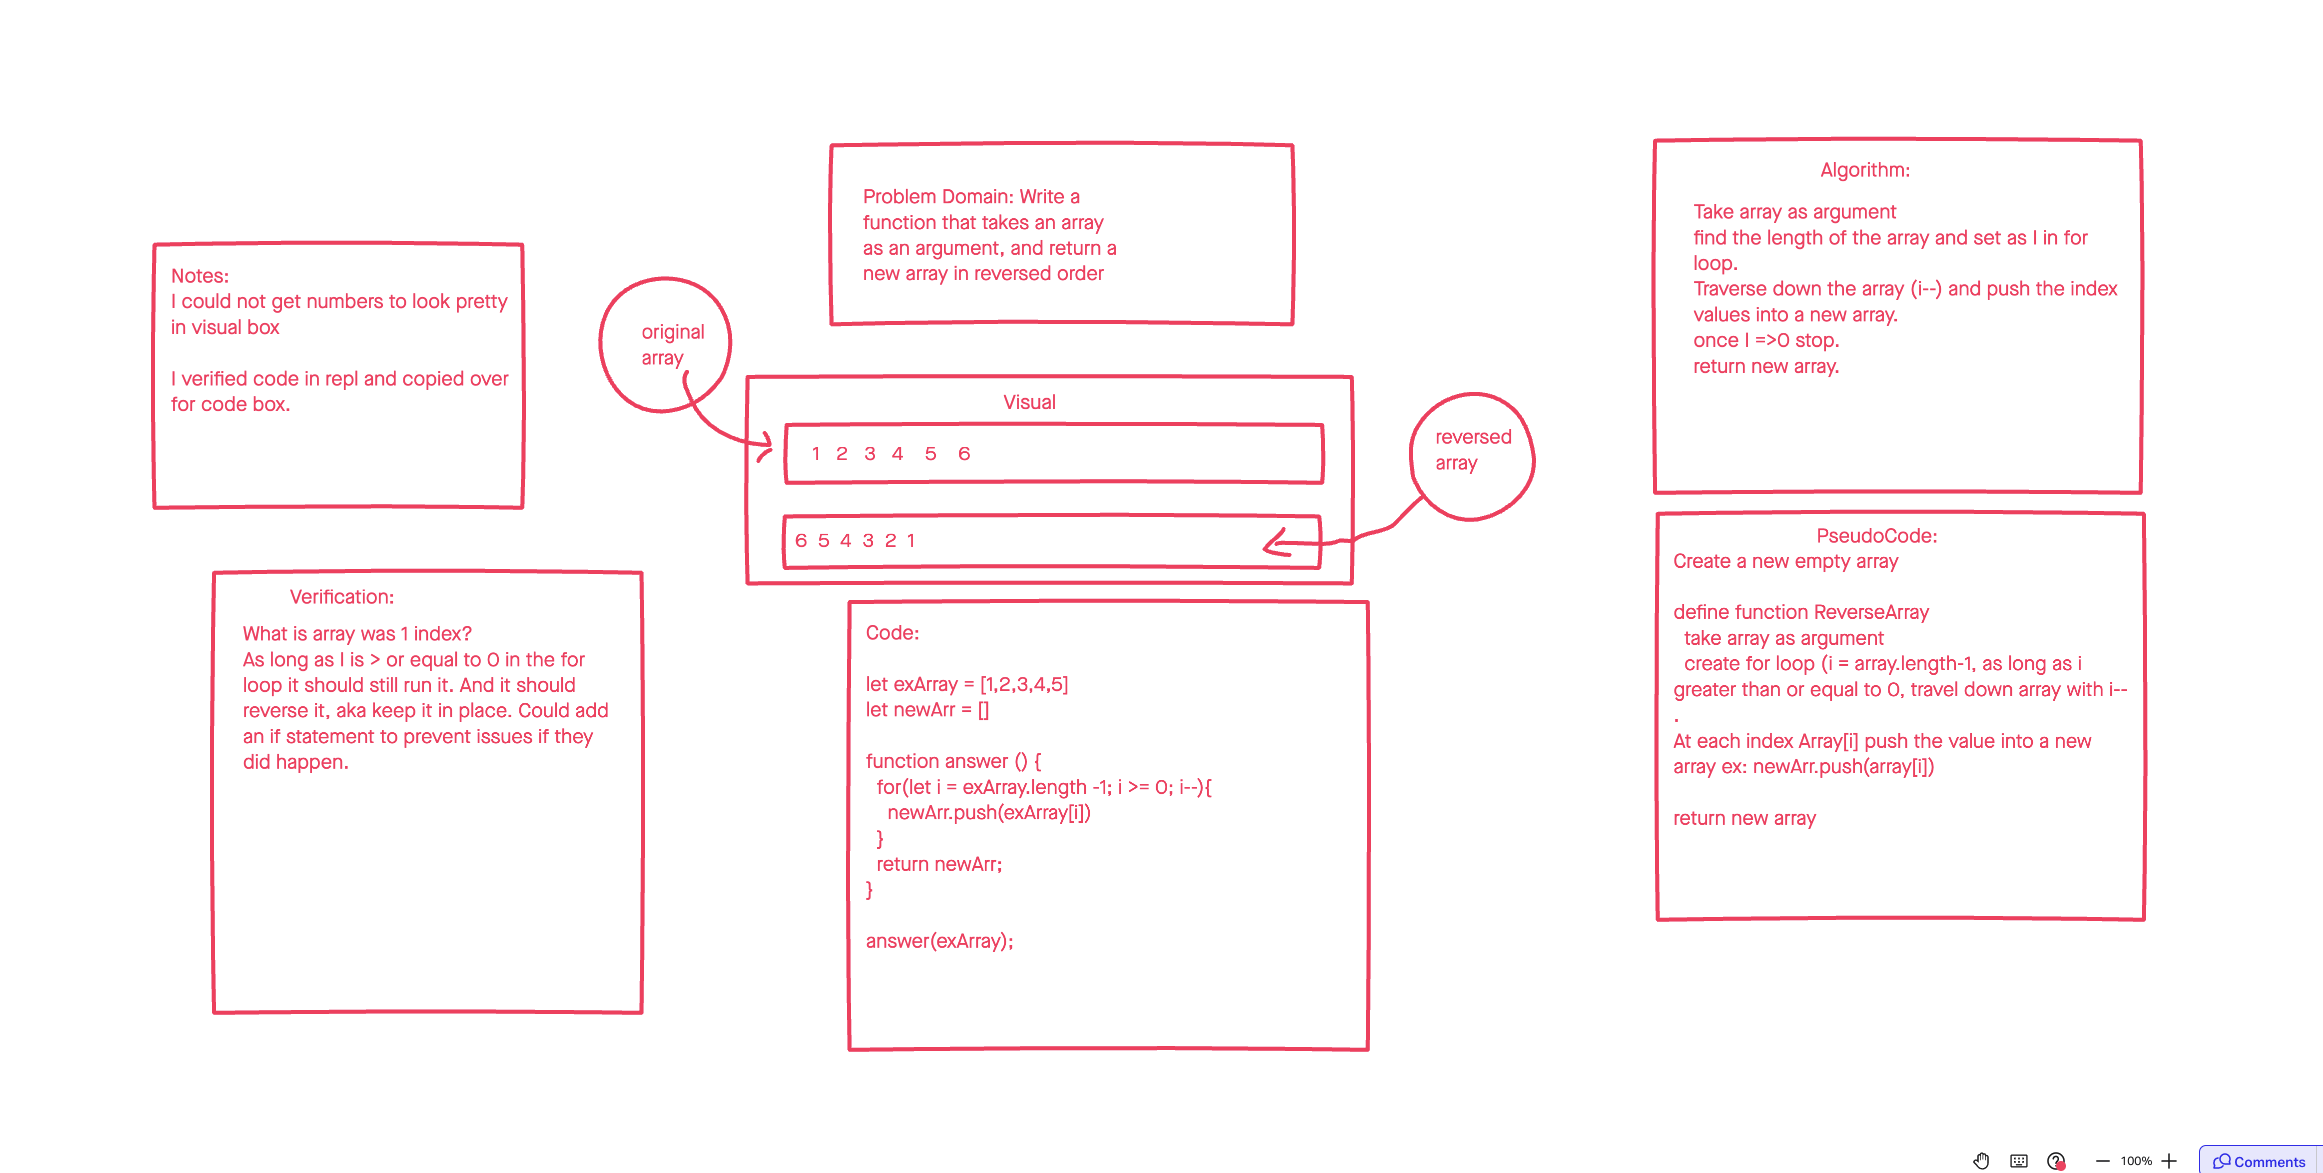 Problem Domain: Write a
function that takes an array
as an argument, and return a
new array in reversed order
Notes:
I could not get numbers to look pretty
in visual box
I verified code in repl and copied over
for code box.
original
array
Visual
1 2 3 4 5 6
6 5 4 3 2 1
reversed
array
Algorithm:
Take array as argument
find the length of the array and set as I in for
loop.
Traverse down the array (i--) and push the index
values into a new array.
once I =>0 stop.
return new array.
Verification:
What is array was 1 index?
As long as I is > or equal to 0 in the for
loop it should still run it. And it should
reverse it, aka keep it in place. Could add
an if statement to prevent issues if they
did happen.
Code:
let exArray = [1,2,3,4,5]
let newArr = []
function answer () {
for(let i = exArray.length -1; i >= 0; i--){
newArr.push(exArray[i])
}
return newArr;
}
answer(exArray);
PseudoCode:
Create a new empty array
define function ReverseArray
take array as argument
create for loop (i = array.length-1, as long as i
greater than or equal to 0, travel down array with i--
.
At each index Array[i] push the value into a new
array ex: newArr.push(array[i])
return new array
100%
Comments